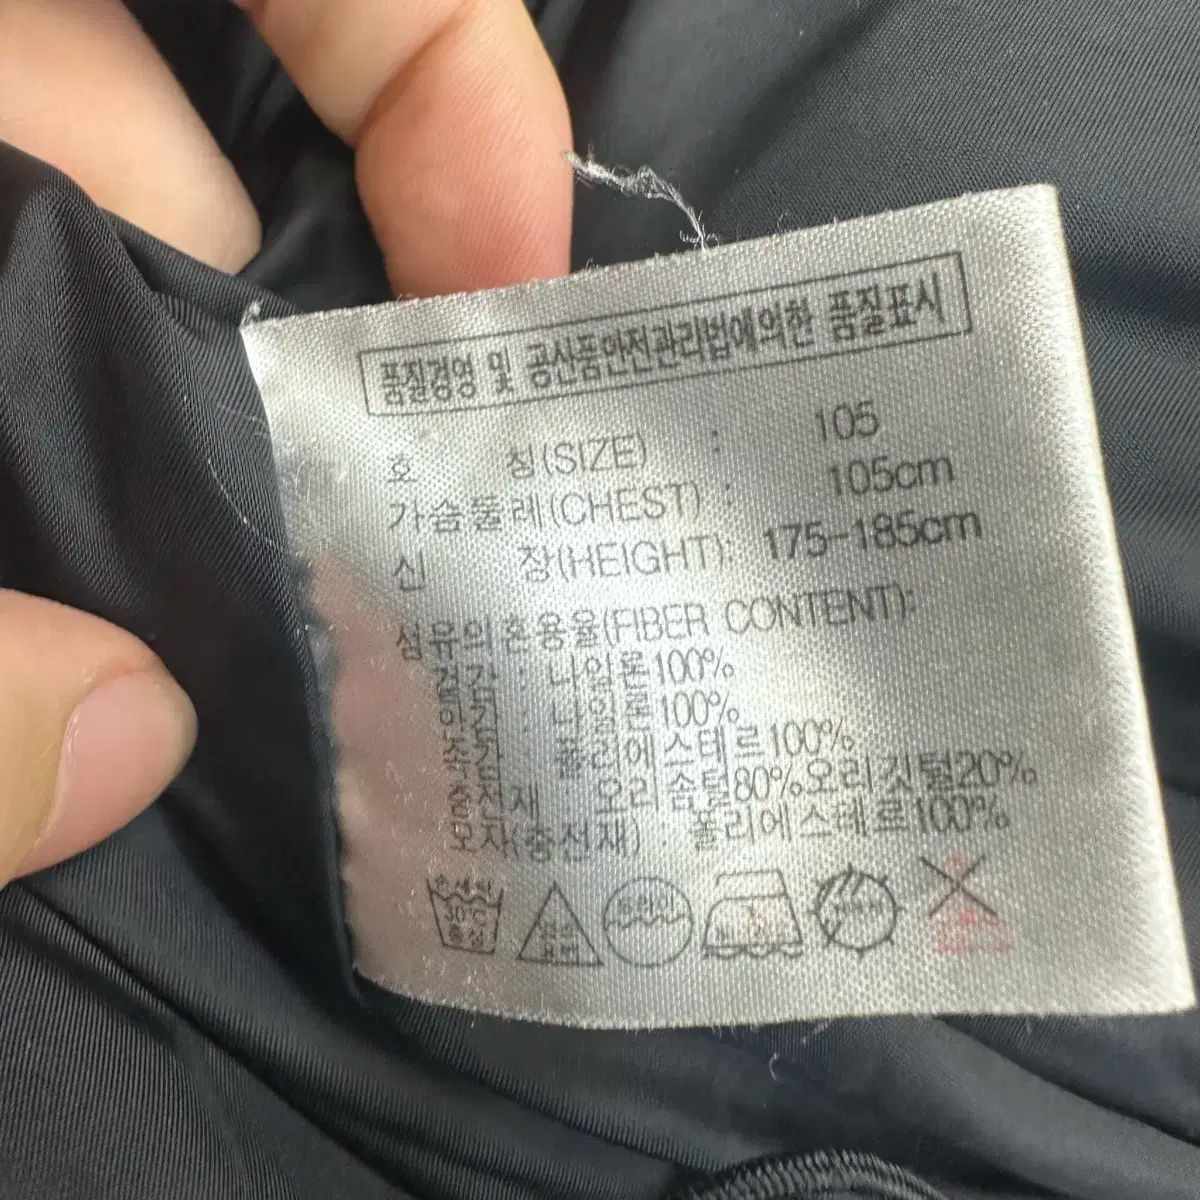 품질경영 및 공산품안전관리법에의한 품질표시
호 칭(SIZE) : 105
가슴둘레(CHEST) : 105cm
신 장(HEIGHT): 175-185cm
섬유의혼용율(FIBER CONTENT):
겉감 : 나일론100%
나일론100%
폴리에스테르100%
충전재 오리솜털80%오리깃털20%
모자(충전재) : 폴리에스테르100%
30℃
드라이